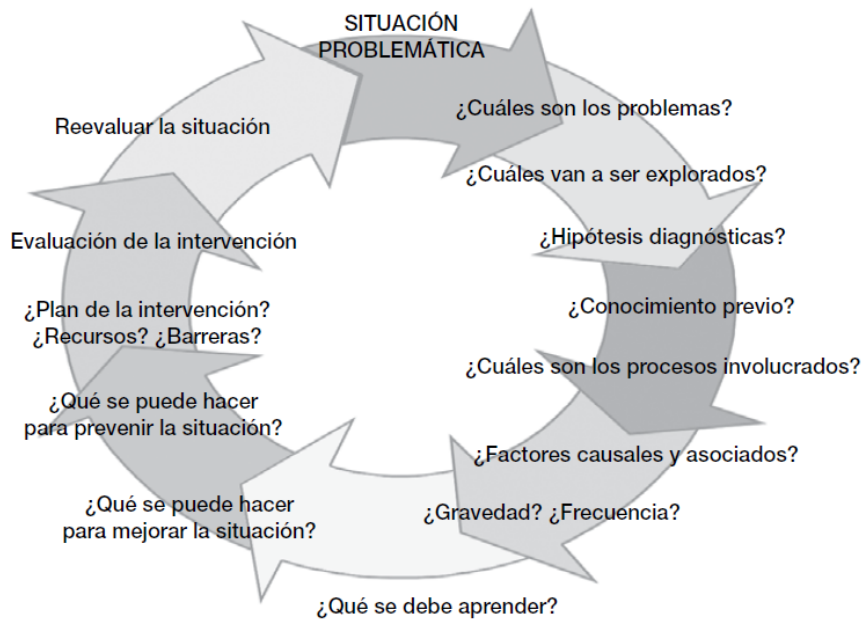 SITUACIÓN
PROBLEMÁTICA
¿Cuáles son los problemas?
¿Cuáles van a ser explorados?
¿Hipótesis diagnósticas?
¿Conocimiento previo?
¿Cuáles son los procesos involucrados?
¿Factores causales y asociados?
¿Gravedad? ¿Frecuencia?
¿Qué se debe aprender?
¿Qué se puede hacer
para mejorar la situación?
¿Qué se puede hacer
para prevenir la situación?
¿Plan de la intervención?
¿Recursos? ¿Barreras?
Evaluación de la intervención
Reevaluar la situación